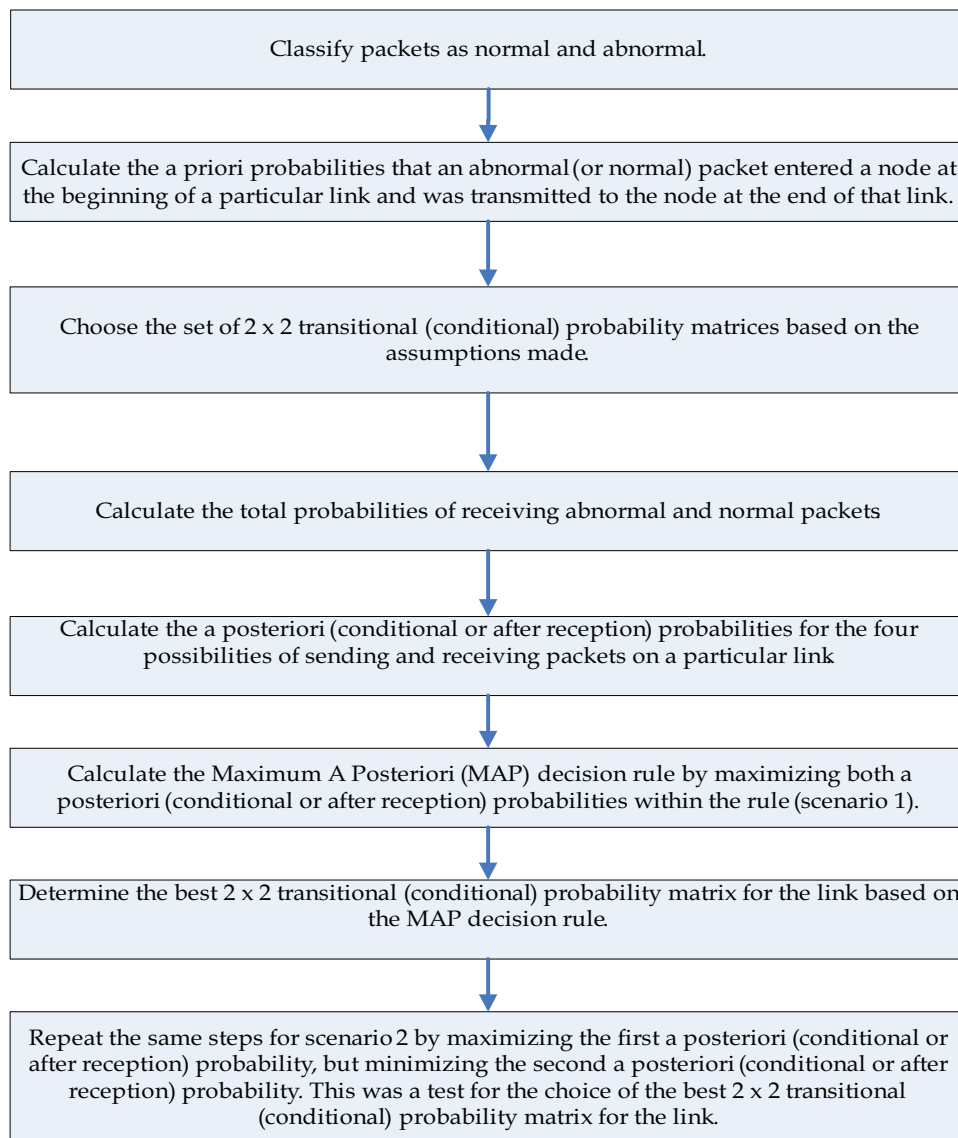 Classify packets as normal and abnormal.
Calculate the a priori probabilities that an abnormal (or normal) packet entered a node at
the beginning of a particular link and was transmitted to the node at the end of that link.
Choose the set of 2 x 2 transitional (conditional) probability matrices based on the
assumptions made.
Calculate the total probabilities of receiving abnormal and normal packets
Calculate the a posteriori (conditional or after reception) probabilities for the four
possibilities of sending and receiving packets on a particular link.
Calculate the Maximum A Posteriori (MAP) decision rule by maximizing both a
posteriori (conditional or after reception) probabilities within the rule (scenario 1).
Determine the best 2 x 2 transitional (conditional) probability matrix for the link based on
the MAP decision rule.
Repeat the same steps for scenario 2 by maximizing the first a posteriori (conditional or
after reception) probability, but minimizing the second a posteriori (conditional or after
reception) probability. This was a test for the choice of the best 2 x 2 transitional
(conditional) probability matrix for the link.